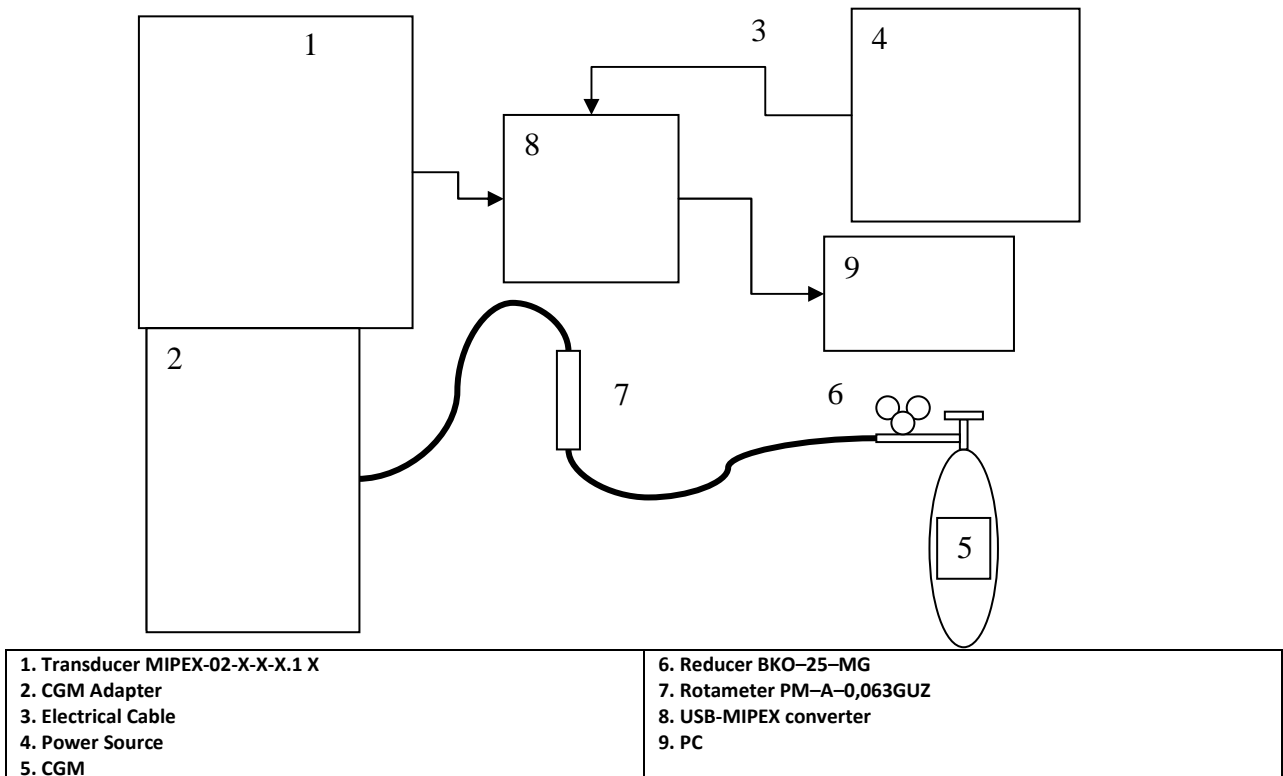 1
3
4
8
9
2
7
6
5
1. Transducer MIPEX-02-X-X-X.1 X
2. CGM Adapter
3. Electrical Cable
4. Power Source
5. CGM
6. Reducer BKO–25–MG
7. Rotameter PM–A–0,063GUZ
8. USB-MIPEX converter
9. PC